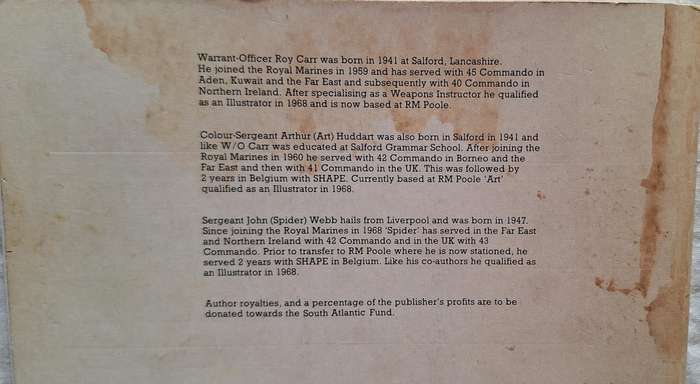 Warrant-Officer Roy Carr was born in 1941 at Salford, Lancashire.
He joined the Royal Marines in 1959 and has served with 45 Commando in
Aden, Kuwait and the Far East and subsequently with 40 Commando in
Northern Ireland. After specialising as a Weapons Instructor he qualified
as an Illustrator in 1968 and is now based at RM Poole.
Colour-Sergeant Arthur (Art) Huddart was also born in Salford in 1941 and
like W/O Carr was educated at Salford Grammar School. After joining the
Royal Marines in 1960 he served with 42 Commando in Borneo and the
Far East and then with 41 Commando in the UK. This was followed by
2 years in Belgium with SHAPE. Currently based at RM Poole 'Art'
qualified as an Illustrator in 1968.
Sergeant John (Spider) Webb hails from Liverpool and was born in 1947.
Since joining the Royal Marines in 1968 'Spider' has served in the Far East
and Northern Ireland with 42 Commando and in the UK with 43
Commando. Prior to transfer to RM Poole where he is now stationed, he
served 2 years with SHAPE in Belgium. Like his co-authors he qualified as
an Illustrator in 1968.
Author royalties, and a percentage of the publisher's profits are to be
donated towards the South Atlantic Fund.